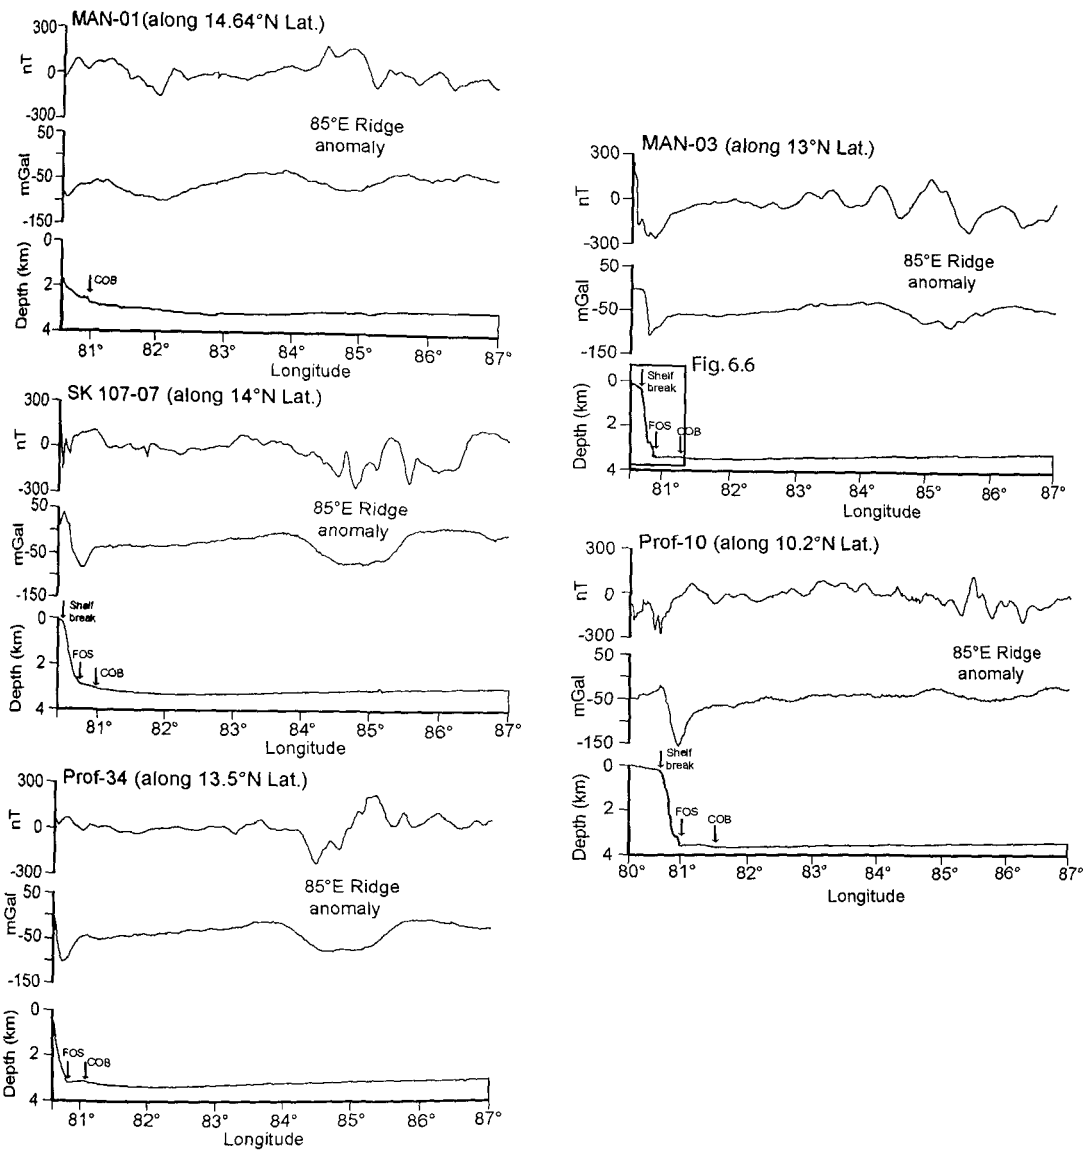 MAN-01(along 14.64°N Lat.)
300
nT
0
-300
85°E Ridge
anomaly
50
mGal
-50
-150
0
Depth (km)
2
4
COB
81° 82° 83° 84° 85° 86° 87°
Longitude
SK 107-07 (along 14°N Lat.)
300
nT
0
-300
85°E Ridge
anomaly
50
mGal
-50
-150
Shelf
break
0
Depth (km)
2
4
FOS
COB
81° 82° 83° 84° 85° 86° 87°
Longitude
Prof-34 (along 13.5°N Lat.)
300
nT
0
-300
85°E Ridge
anomaly
50
mGal
-50
-150
0
Depth (km)
2
4
FOS
COB
81° 82° 83° 84° 85° 86° 87°
Longitude
MAN-03 (along 13°N Lat.)
300
nT
0
-300
85°E Ridge
anomaly
50
mGal
-50
-150
Fig. 6.6
Shelf
break
0
Depth (km)
2
4
FOS
COB
81° 82° 83° 84° 85° 86° 87°
Longitude
Prof-10 (along 10.2°N Lat.)
300
nT
0
-300
85°E Ridge
anomaly
50
mGal
-50
-150
Shelf
break
0
Depth (km)
2
4
FOS
COB
80° 81° 82° 83° 84° 85° 86° 87°
Longitude